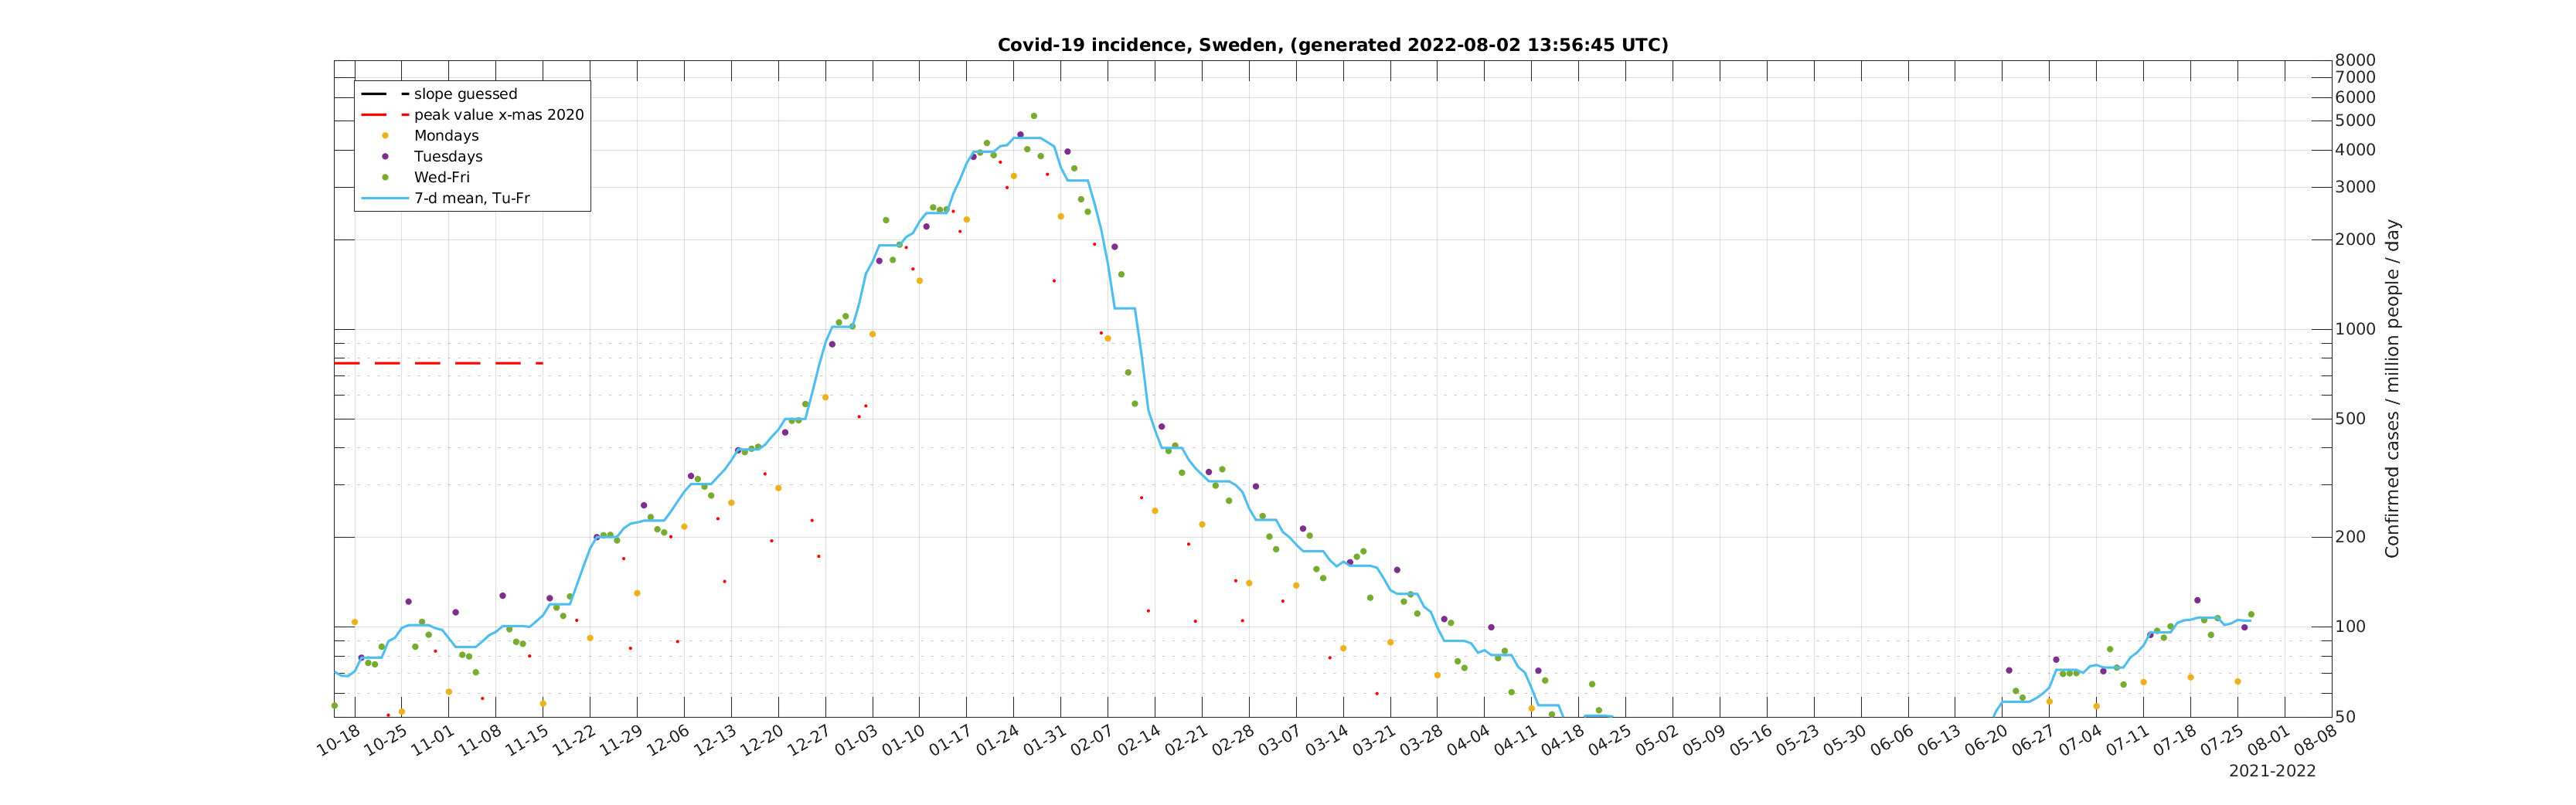 Covid-19 incidence, Sweden, (generated 2022-08-02 13:56:45 UTC)
slope guessed
peak value x-mas 2020
Mondays
Tuesdays
Wed-Fri
7-d mean, Tu-Fr
8000
7000
6000
5000
4000
3000
2000
1000
500
200
100
50
Confirmed cases / million people / day
10-18 10-25 11-01 11-08 11-15 11-22 11-29 12-06 12-13 12-20 12-27 01-03 01-10 01-17 01-24 01-31 02-07 02-14 02-21 02-28 03-07 03-14 03-21 03-28 04-04 04-11 04-18 04-25 05-02 05-09 05-16 05-23 05-30 06-06 06-13 06-20 06-27 07-04 07-11 07-18 07-25 08-01 08-08
2021-2022